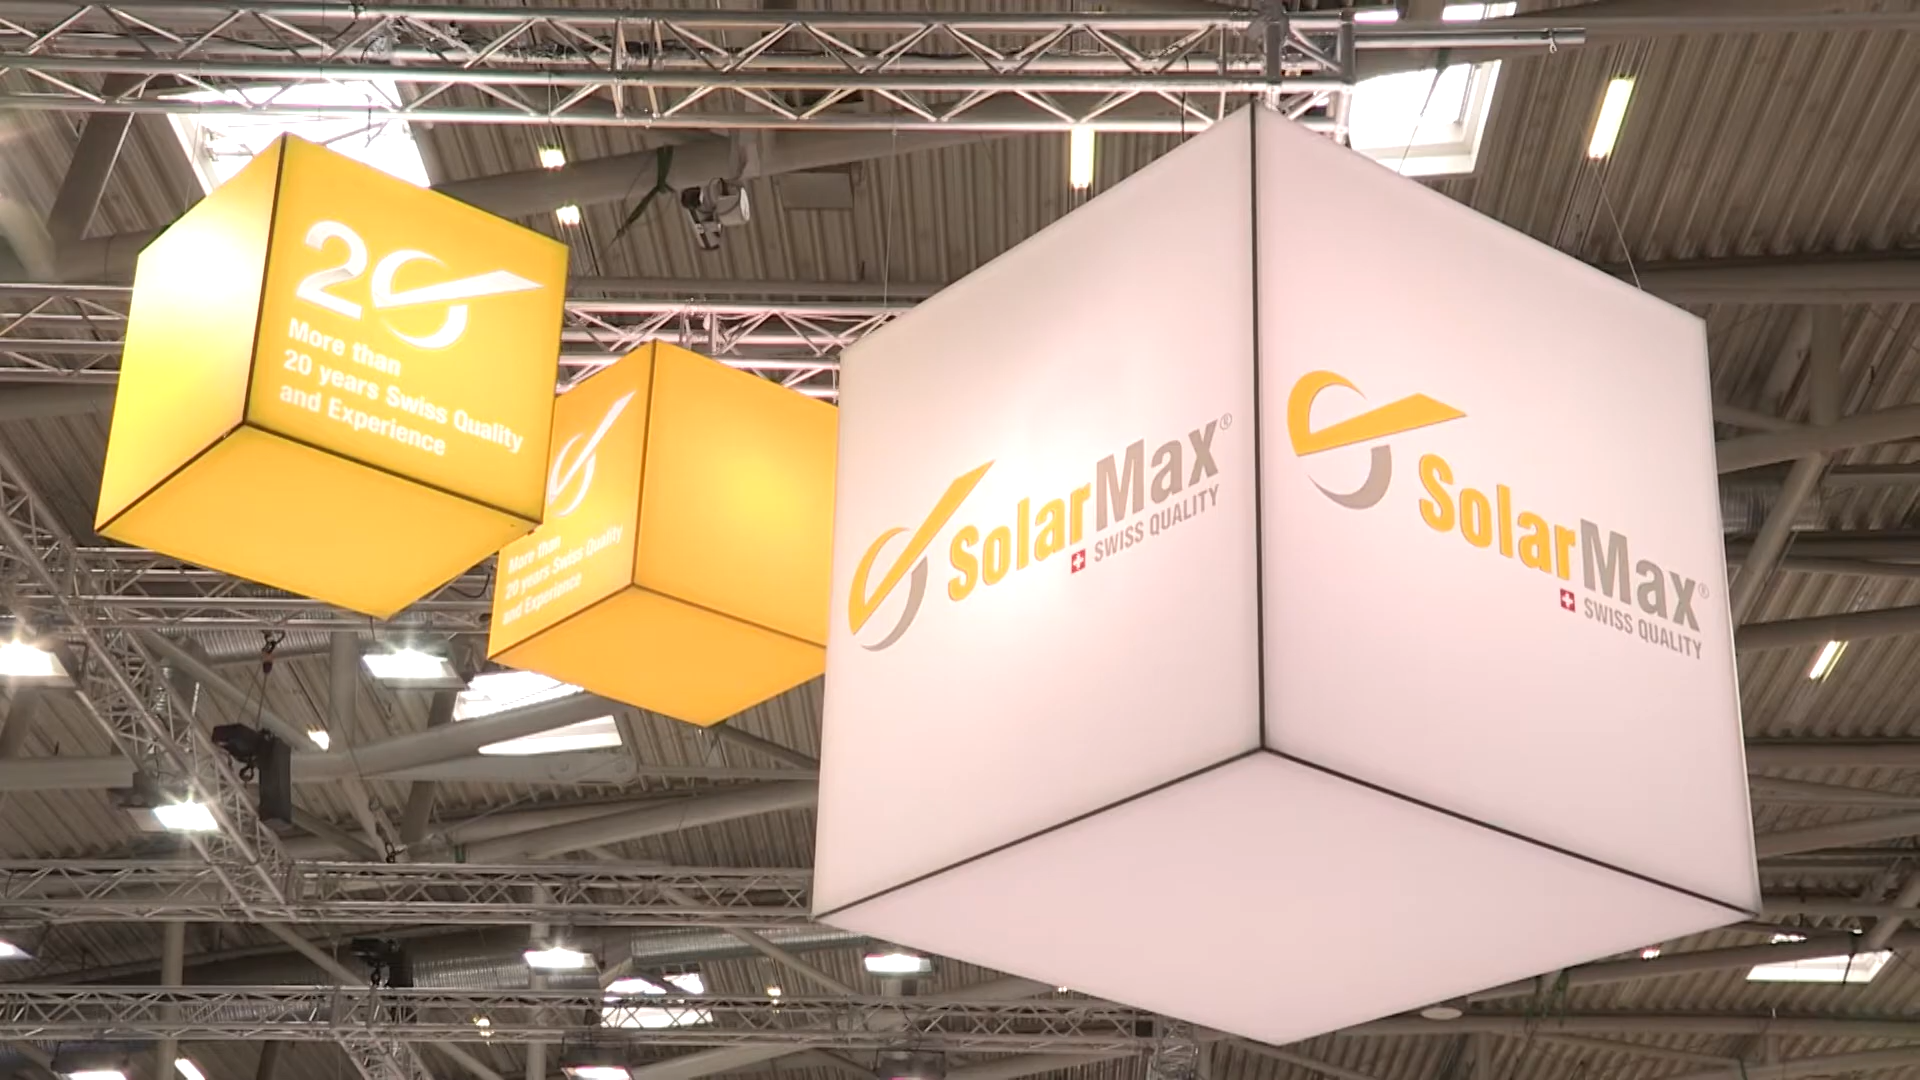 20
More than
20 years Swiss Quality
and Experience
More than
20 years Swiss Quality
and Experience
SolarMax®
SWISS QUALITY
SolarMax®
SWISS QUALITY